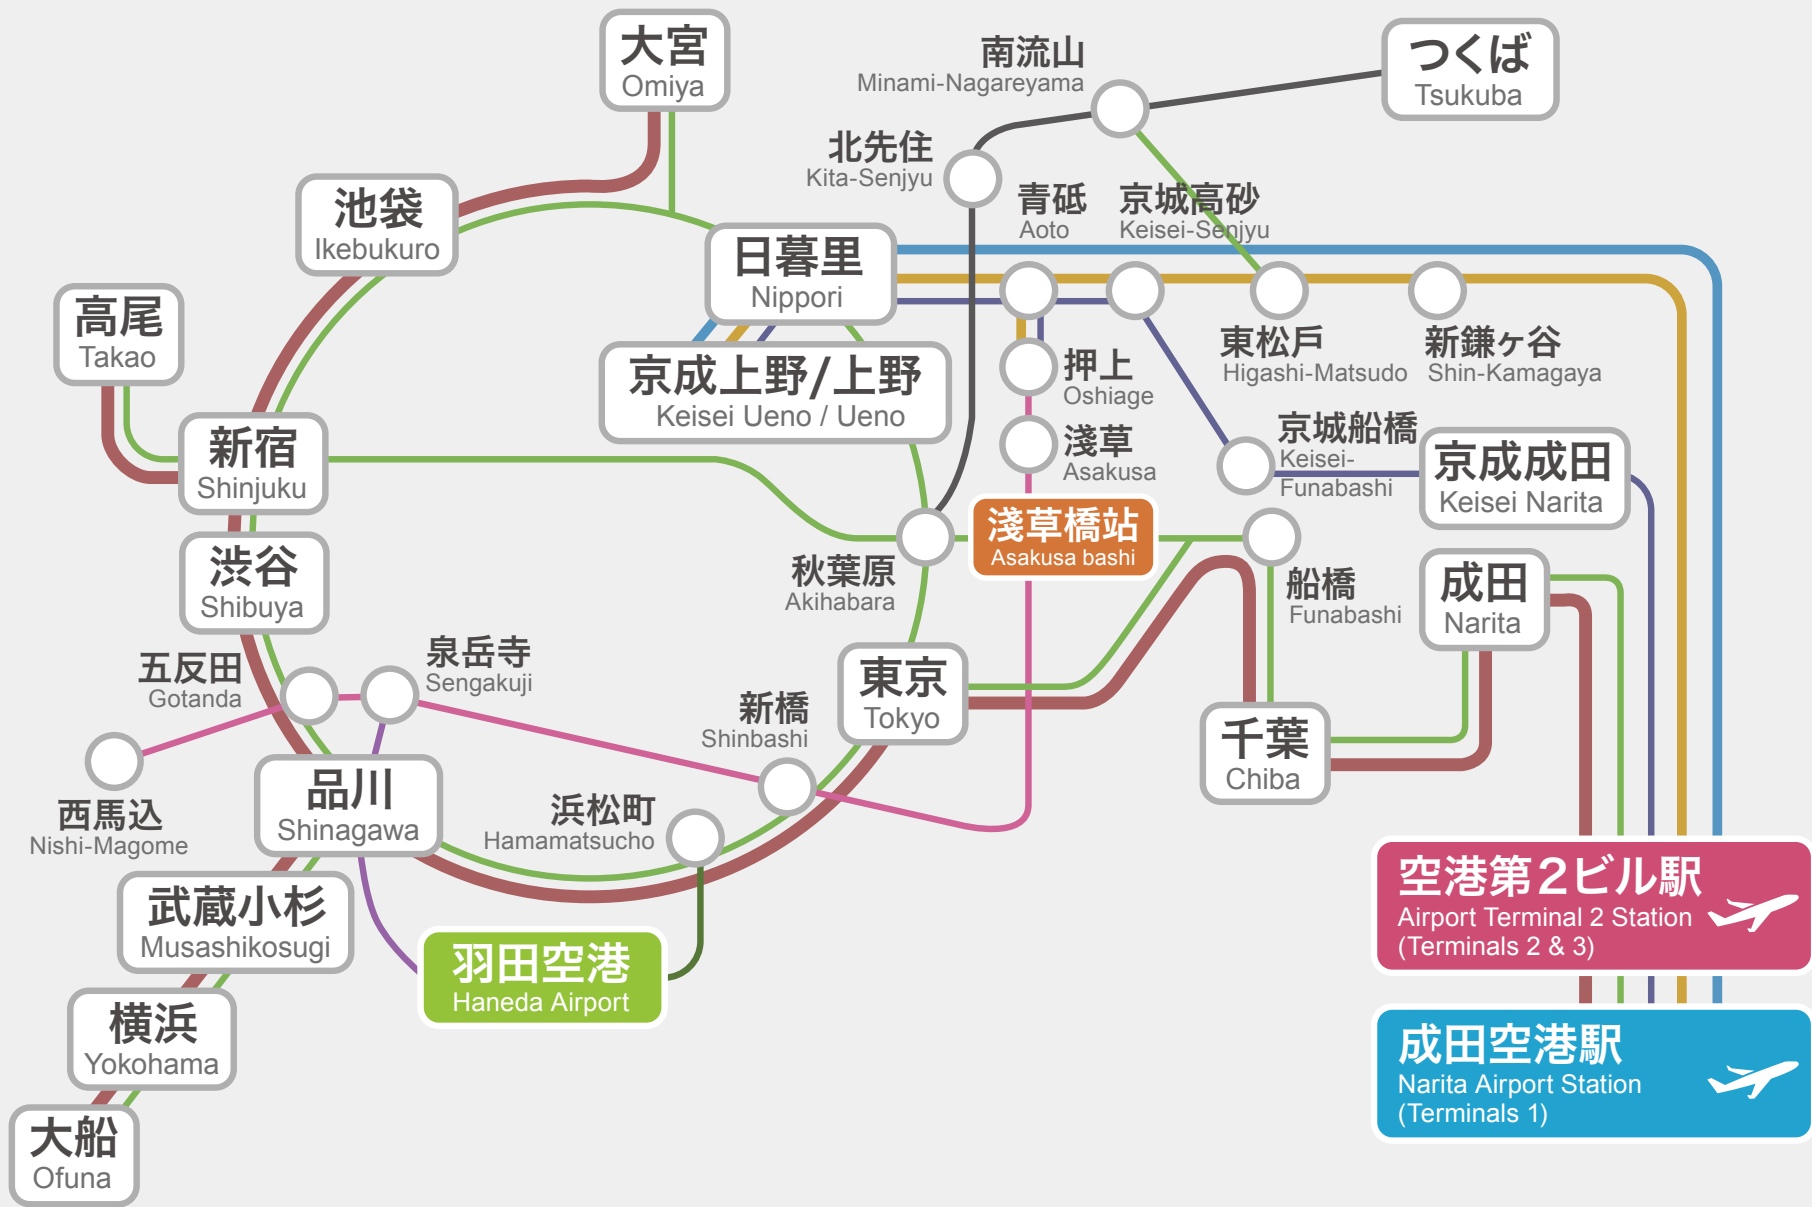 大宮
Omiya
南流山
Minami-Nagareyama
つくば
Tsukuba
北先住
Kita-Senjyu
池袋
Ikebukuro
青砥
Aoto
京城高砂
Keisei-Senjyu
日暮里
Nippori
高尾
Takao
京成上野/上野
Keisei Ueno / Ueno
押上
Oshiage
東松戸
Higashi-Matsudo
新鎌ヶ谷
Shin-Kamagaya
新宿
Shinjuku
淺草
Asakusa
京城船橋
Keisei-
Funabashi
京成成田
Keisei Narita
渋谷
Shibuya
秋葉原
Akihabara
淺草橋站
Asakusa bashi
船橋
Funabashi
成田
Narita
五反田
Gotanda
泉岳寺
Sengakuji
新橋
Shinbashi
東京
Tokyo
千葉
Chiba
西馬込
Nishi-Magome
品川
Shinagawa
浜松町
Hamamatsucho
武蔵小杉
Musashikosugi
羽田空港
Haneda Airport
空港第2ビル駅
Airport Terminal 2 Station
(Terminals 2 & 3)
横浜
Yokohama
成田空港駅
Narita Airport Station
(Terminals 1)
大船
Ofuna